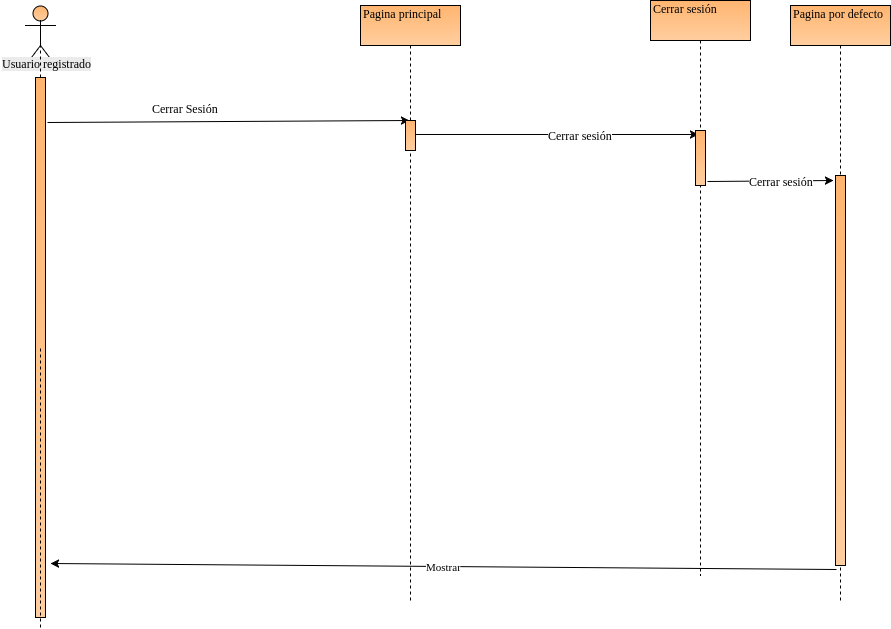 Pagina principal
Cerrar sesión
Pagina por defecto
Usuario registrado
Cerrar Sesión
Cerrar sesión
Cerrar sesión
Mostrar